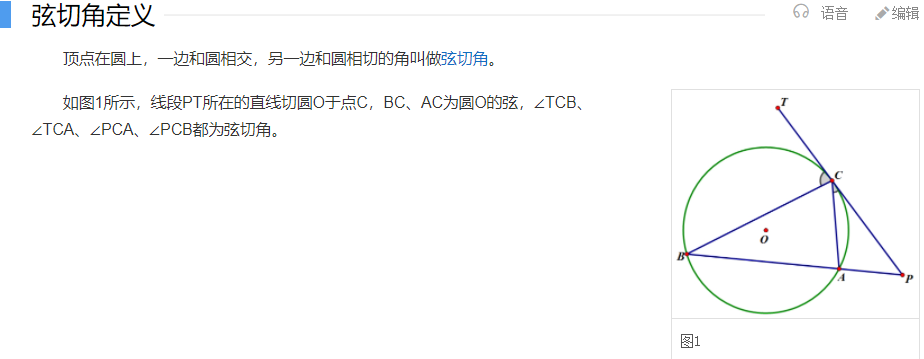 弦切角定义
语音
编辑
顶点在圆上，一边和圆相交，另一边和圆相切的角叫做弦切角。
如图1所示，线段PT所在的直线切圆O于点C，BC、AC为圆O的弦，∠TCB、
∠TCA、∠PCA、∠PCB都为弦切角。
T
C
O
B
A
P
图1